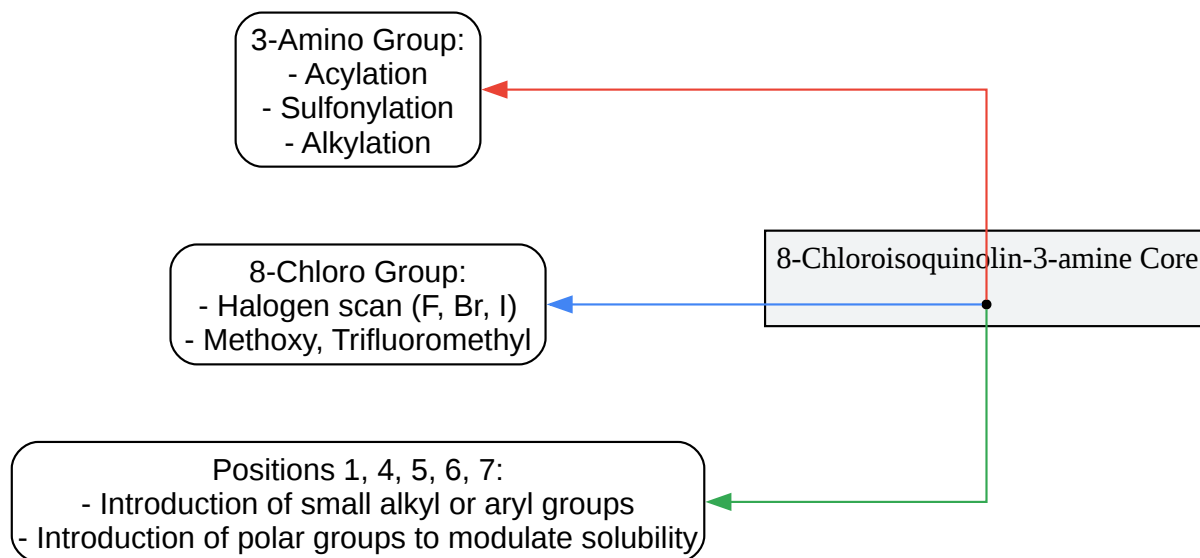 3-Amino Group:
- Acylation
- Sulfonylation
- Alkylation
8-Chloroisoquinolin-3-amine Core
8-Chloro Group:
- Halogen scan (F, Br, I)
- Methoxy, Trifluoromethyl
Positions 1, 4, 5, 6, 7:
- Introduction of small alkyl or aryl groups
- Introduction of polar groups to modulate solubility